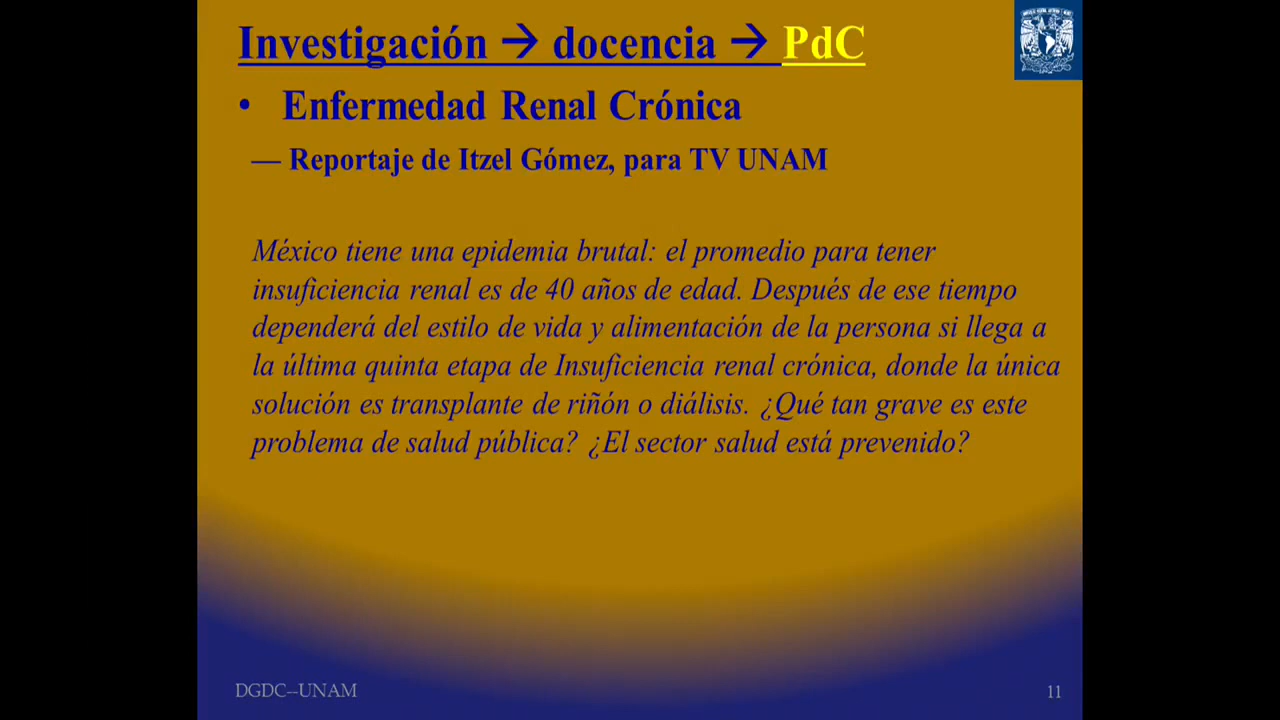 Investigación → docencia → PdC
• Enfermedad Renal Crónica
— Reportaje de Itzel Gómez, para TV UNAM
México tiene una epidemia brutal: el promedio para tener
insuficiencia renal es de 40 años de edad. Después de ese tiempo
dependerá del estilo de vida y alimentación de la persona si llega a
la última quinta etapa de Insuficiencia renal crónica, donde la única
solución es transplante de riñón o diálisis. ¿Qué tan grave es este
problema de salud pública? ¿El sector salud está prevenido?
DGDC–UNAM
11